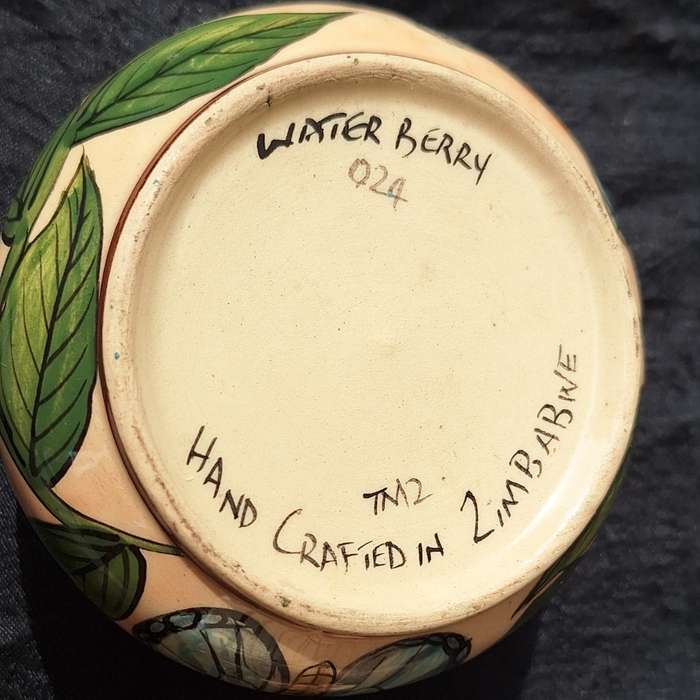 WATER BERRY
024
TM2
HAND CRAFTED IN ZIMBABWE